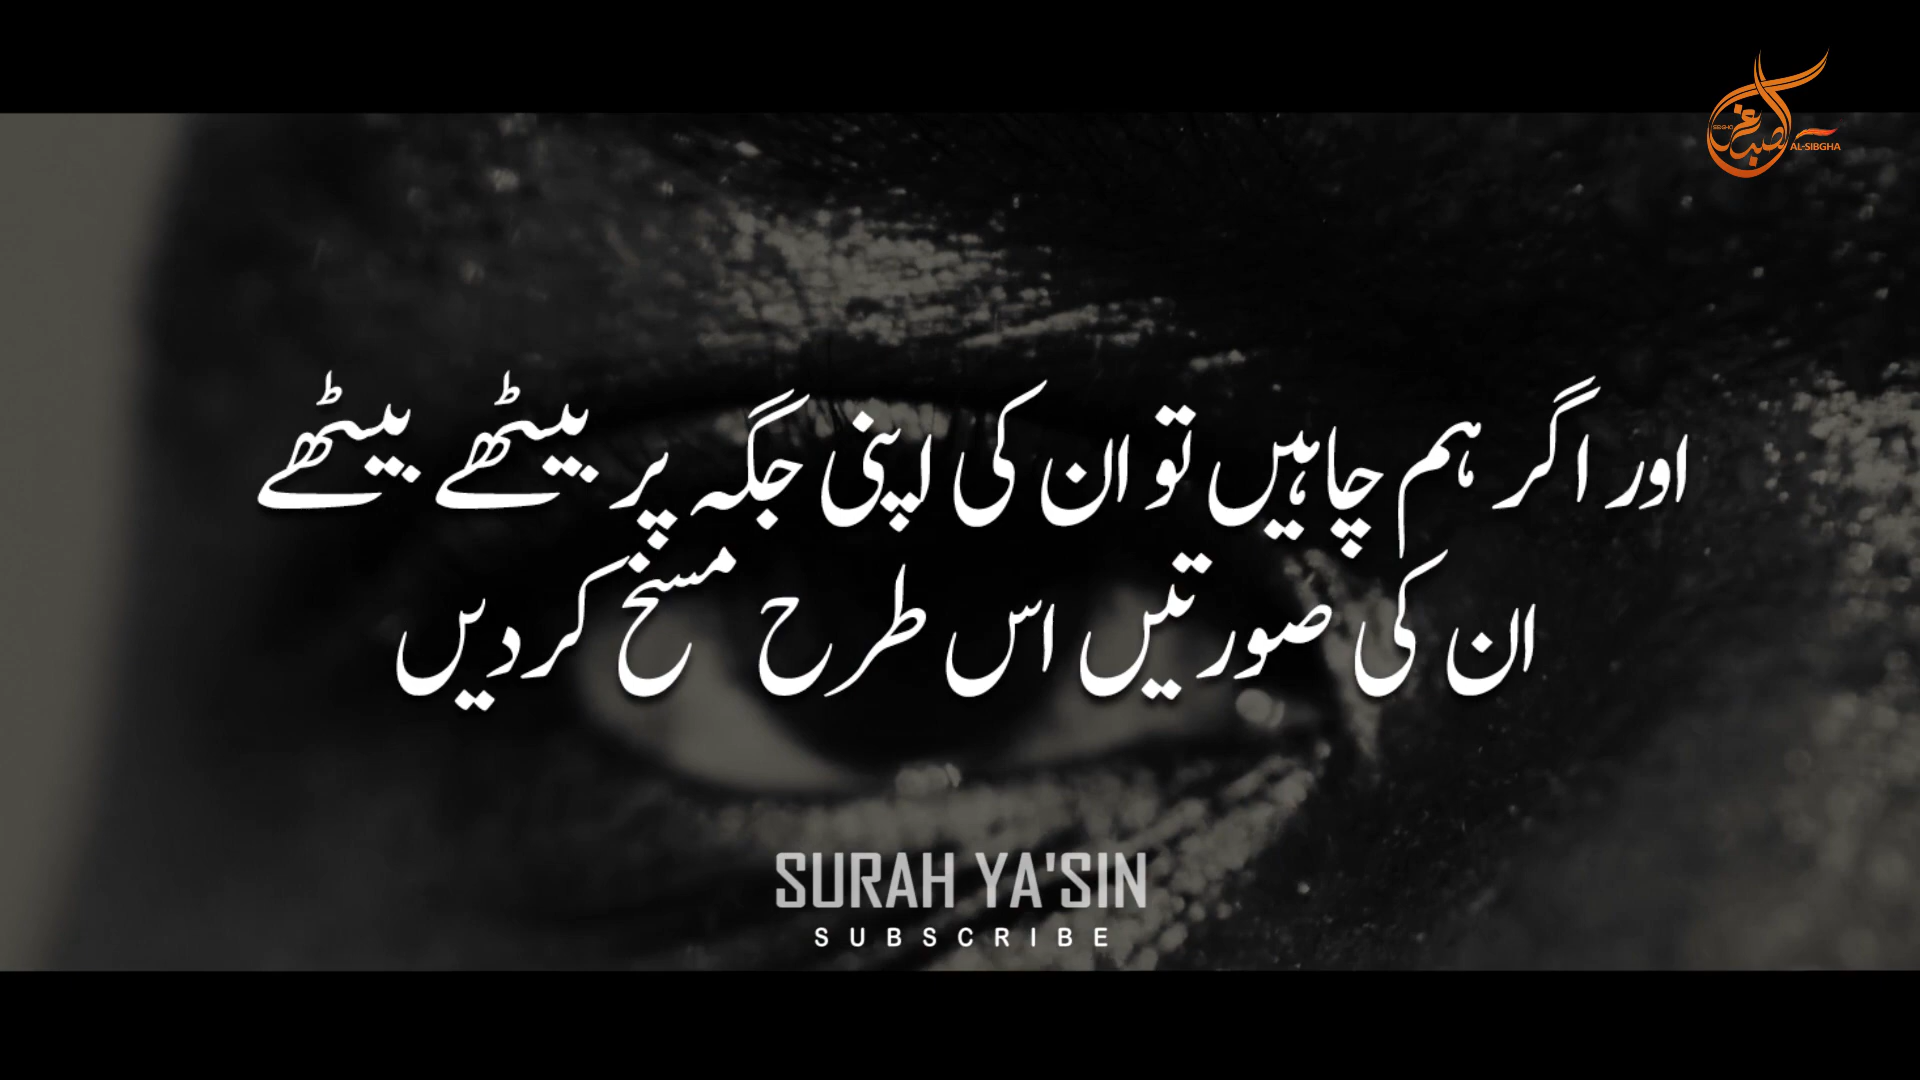 AL-SIBGHA
اور اگر ہم چاہیں تو ان کی اپنی جگہ پر بیٹھے بیٹھے
ان کی صورتیں اس طرح مسخ کردیں
SURAH YA'SIN
SUBSCRIBE